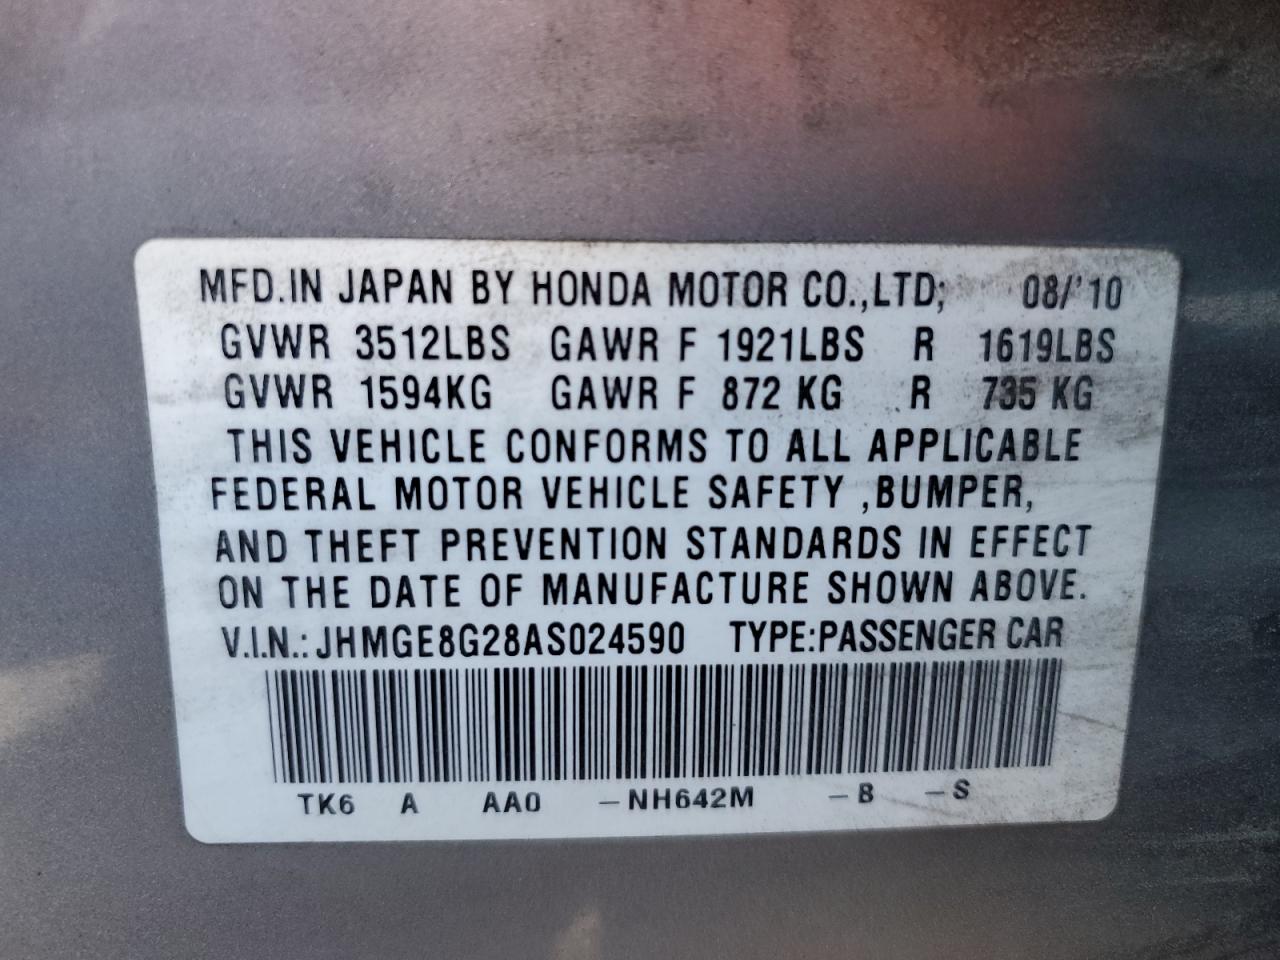 MFD.IN JAPAN BY HONDA MOTOR CO.,LTD; 08/'10
GVWR 3512LBS GAWR F 1921LBS R 1619LBS
GVWR 1594KG GAWR F 872 KG R 735 KG
THIS VEHICLE CONFORMS TO ALL APPLICABLE
FEDERAL MOTOR VEHICLE SAFETY ,BUMPER,
AND THEFT PREVENTION STANDARDS IN EFFECT
ON THE DATE OF MANUFACTURE SHOWN ABOVE.
V.I.N.: JHMGE8G28AS024590 TYPE:PASSENGER CAR
TK6 A AA0 –NH642M –B –S